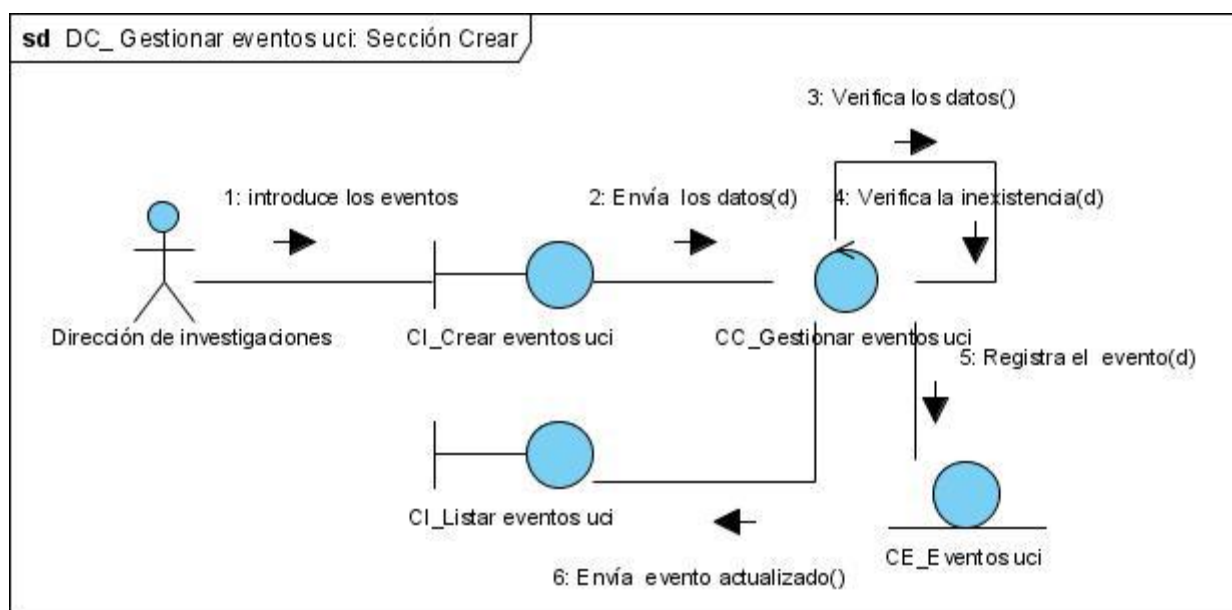 sd DC_ Gestionar eventos uci: Sección Crear
3: Verifica los datos()
1: introduce los eventos
2: Envía los datos(d)
4: Verifica la inexistencia(d)
Dirección de investigaciones
CI_Crear eventos uci
CC_Gestionar eventos uci
5: Registra el evento(d)
CI_Listar eventos uci
CE_Eventos uci
6: Envía evento actualizado()